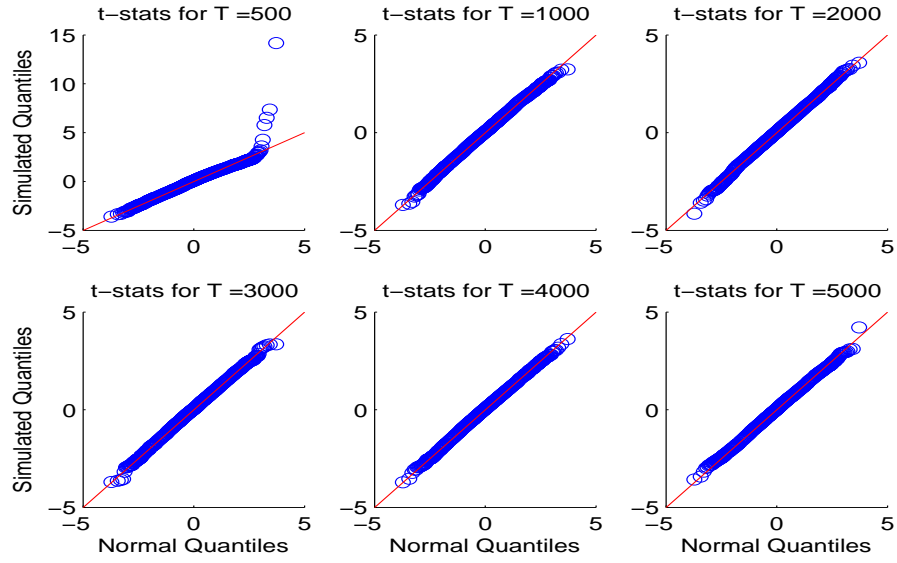 t−stats for T =500
t−stats for T =1000
t−stats for T =2000
Simulated Quantiles
15
10
5
0
−5
−5 0 5
5
0
−5
−5 0 5
5
0
−5
−5 0 5
t−stats for T =3000
t−stats for T =4000
t−stats for T =5000
Simulated Quantiles
5
0
−5
−5 0 5
Normal Quantiles
5
0
−5
−5 0 5
Normal Quantiles
5
0
−5
−5 0 5
Normal Quantiles